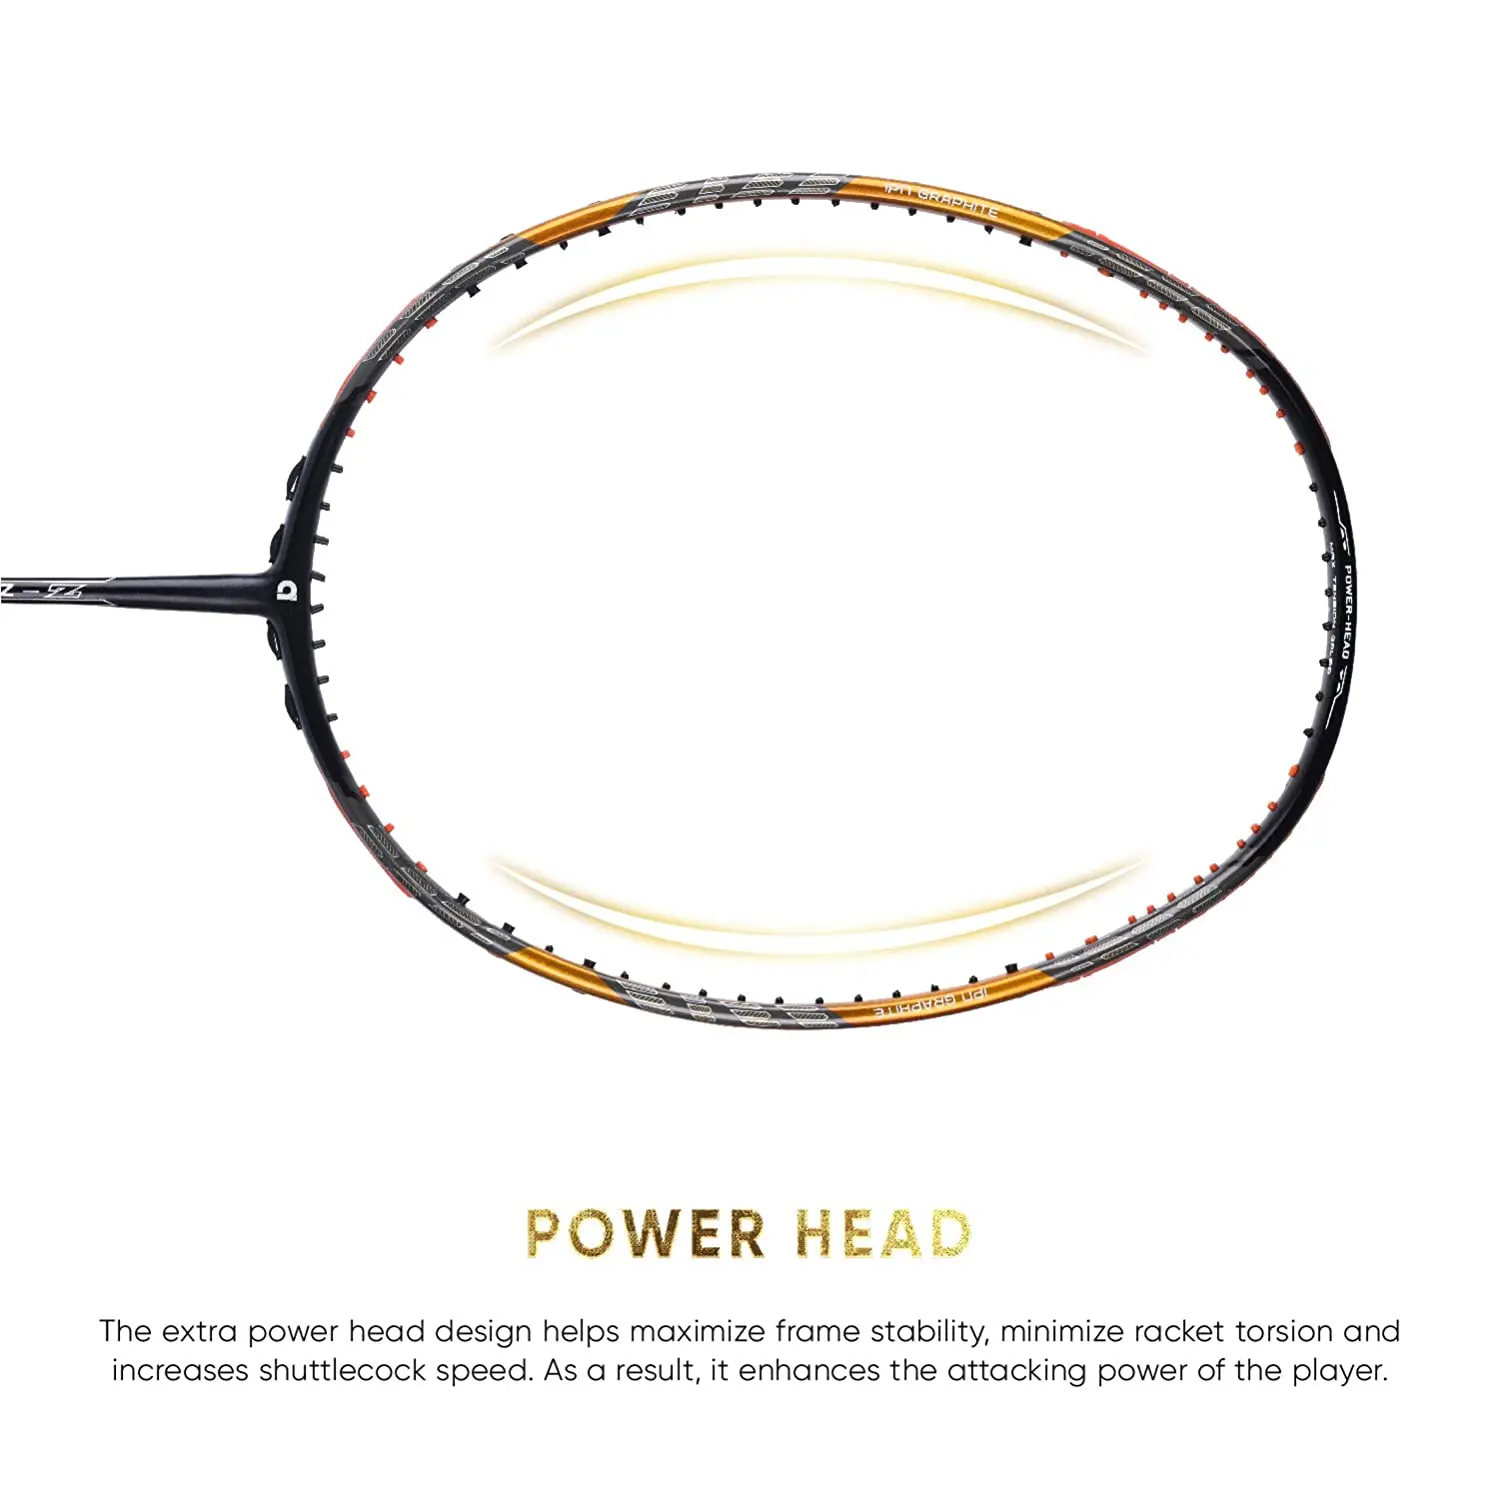 IPN GRAPHITE
POWER-HEAD
Z-Z
a
IPN GRAPHITE
POWER HEAD
The extra power head design helps maximize frame stability, minimize racket torsion and
increases shuttlecock speed. As a result, it enhances the attacking power of the player.